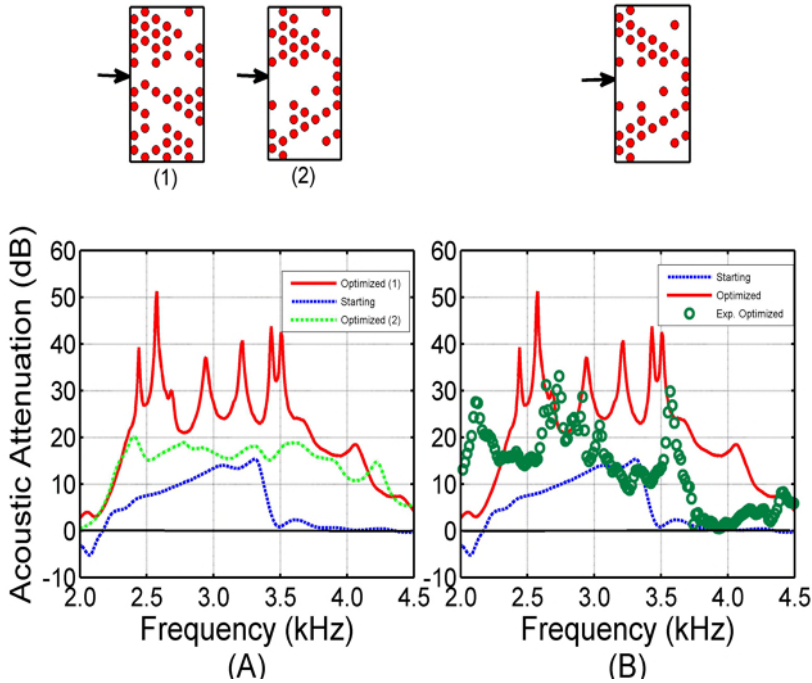 (1)
(2)
Acoustic Attenuation (dB)
60
50
40
30
20
10
0
-10
2.0
2.5
3.0
3.5
4.0
4.5
Optimized (1)
Starting
Optimized (2)
Frequency (kHz)
(A)
60
50
40
30
20
10
0
-10
2.0
2.5
3.0
3.5
4.0
4.5
Starting
Optimized
Exp. Optimized
Frequency (kHz)
(B)